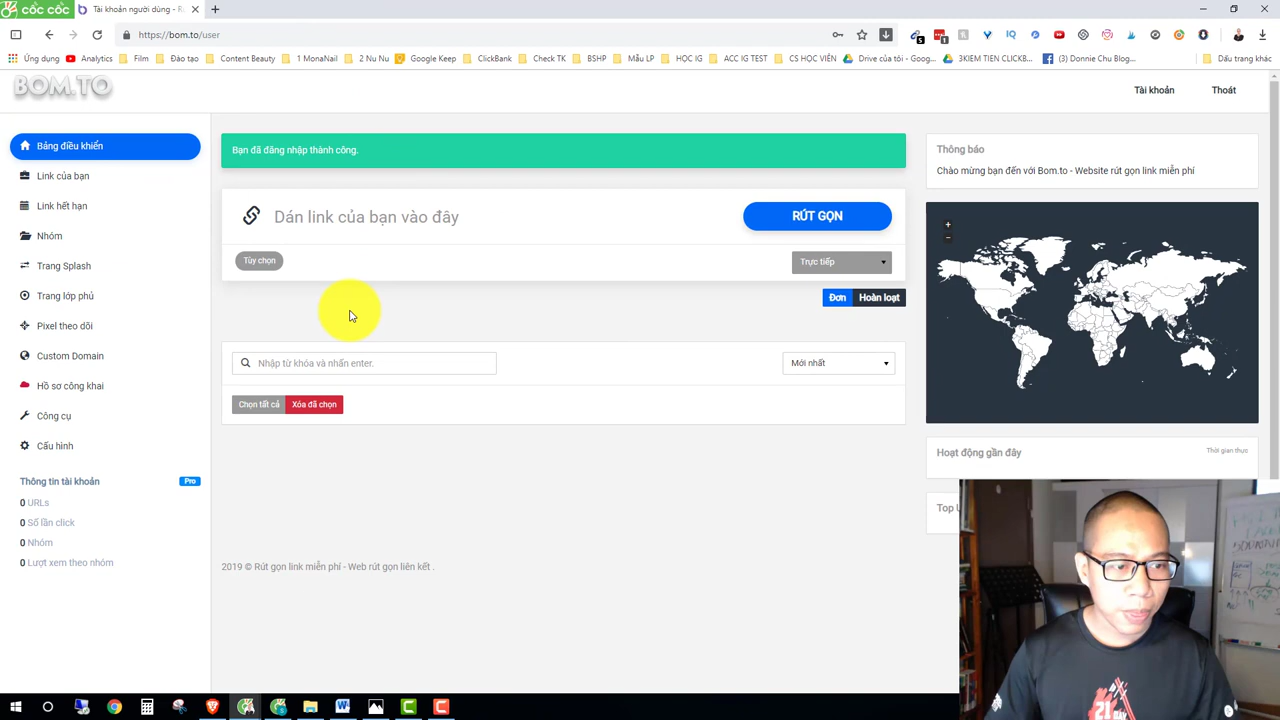 CỐC CỐC
Tài khoản người dùng - R
https://bom.to/user
5
1
Ứng dụng
Analytics
Film
Đào tạo
Content Beauty
1 MonaNail
2 Nu Nu
Google Keep
ClickBank
Check TK
BSHP
Mẫu LP
HỌC IG
ACC IG TEST
CS HỌC VIÊN
Drive của tôi - Goog...
3KIEM TIEN CLICKB...
(3) Donnie Chu Blog...
Dấu trang khác
BOM.TO
Tài khoản
Thoát
Bảng điều khiển
Link của bạn
Link hết hạn
Nhóm
Trang Splash
Trang lớp phủ
Pixel theo dõi
Custom Domain
Hồ sơ công khai
Công cụ
Cấu hình
Thông tin tài khoản
Pro
0 URLs
0 Số lần click
0 Nhóm
0 Lượt xem theo nhóm
Bạn đã đăng nhập thành công.
Dán link của bạn vào đây
RÚT GỌN
Tùy chọn
Trực tiếp
Đơn
Hoàn loạt
Nhập từ khóa và nhấn enter.
Mới nhất
Chọn tất cả
Xóa đã chọn
2019 © Rút gọn link miễn phí - Web rút gọn liên kết .
Thông báo
Chào mừng bạn đến với Bom.to - Website rút gọn link miễn phí
+
−
Hoạt động gần đây
Thời gian thực
Top
21